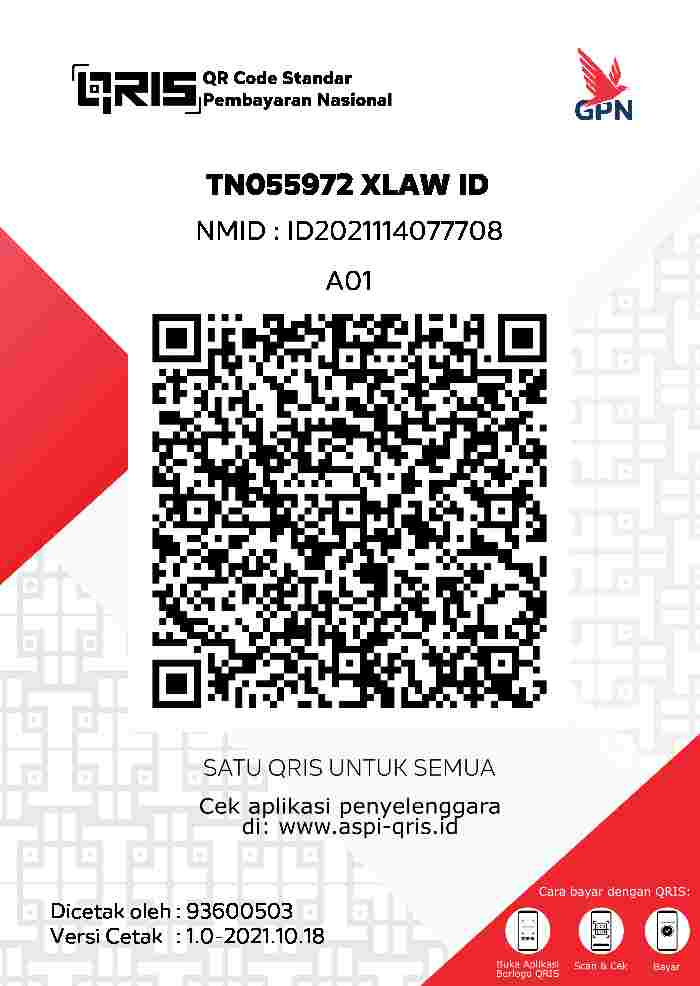 QRIS QR Code Standar
Pembayaran Nasional
GPN
TN055972 XLAW ID
NMID : ID2021114077708
A01
SATU QRIS UNTUK SEMUA
Cek aplikasi penyelenggara
di: www.aspi-qris.id
Cara bayar dengan QRIS:
Dicetak oleh : 93600503
Versi Cetak : 1.0-2021.10.18
Buka Aplikasi
Berlogo QRIS
Scan & Cek
Bayar